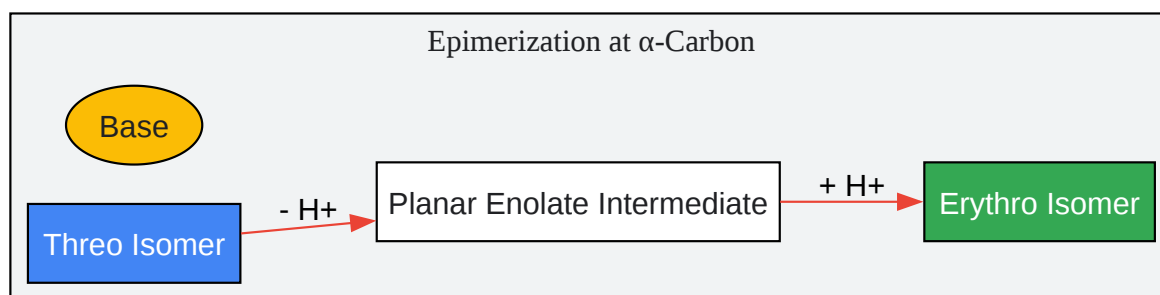 Epimerization at α-Carbon
Base
Threo Isomer
- H+
Planar Enolate Intermediate
+ H+
Erythro Isomer